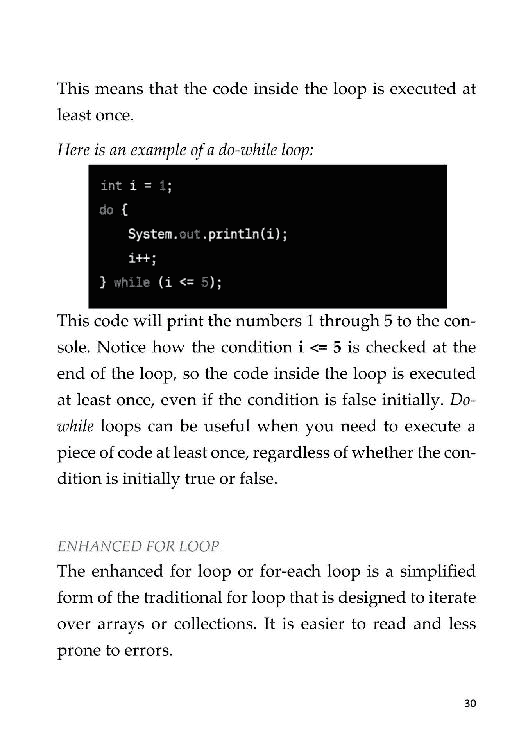 This means that the code inside the loop is executed at
least once.
Here is an example of a do-while loop:
int i = 1;
do {
System.out.println(i);
i++;
} while (i <= 5);
This code will print the numbers 1 through 5 to the con-
sole. Notice how the condition i <= 5 is checked at the
end of the loop, so the code inside the loop is executed
at least once, even if the condition is false initially. Do-
while loops can be useful when you need to execute a
piece of code at least once, regardless of whether the con-
dition is initially true or false.
ENHANCED FOR LOOP
The enhanced for loop or for-each loop is a simplified
form of the traditional for loop that is designed to iterate
over arrays or collections. It is easier to read and less
prone to errors.
30